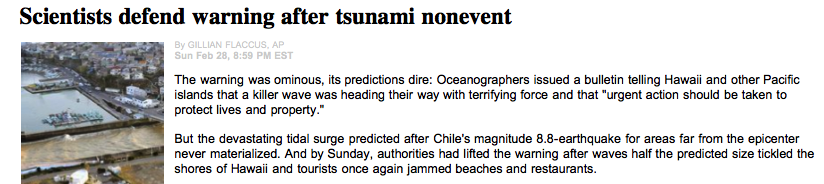 Scientists defend warning after tsunami nonevent
By GILLIAN FLACCUS, AP
Sun Feb 28, 8:59 PM EST
The warning was ominous, its predictions dire: Oceanographers issued a bulletin telling Hawaii and other Pacific
islands that a killer wave was heading their way with terrifying force and that "urgent action should be taken to
protect lives and property."
But the devastating tidal surge predicted after Chile's magnitude 8.8-earthquake for areas far from the epicenter
never materialized. And by Sunday, authorities had lifted the warning after waves half the predicted size tickled the
shores of Hawaii and tourists once again jammed beaches and restaurants.